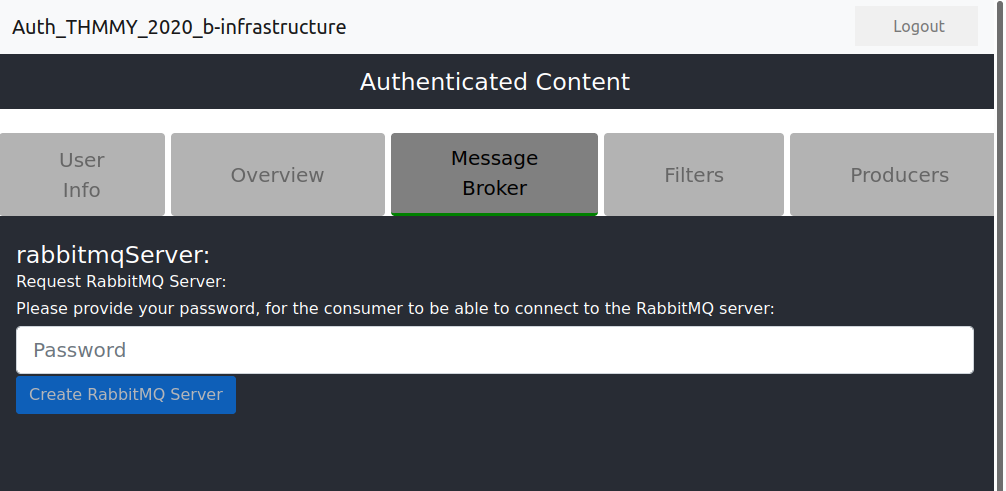 Auth_THMMY_2020_b-infrastructure
Logout
Authenticated Content
User
Info
Overview
Message
Broker
Filters
Producers
rabbitmqServer:
Request RabbitMQ Server:
Please provide your password, for the consumer to be able to connect to the RabbitMQ server:
Password
Create RabbitMQ Server